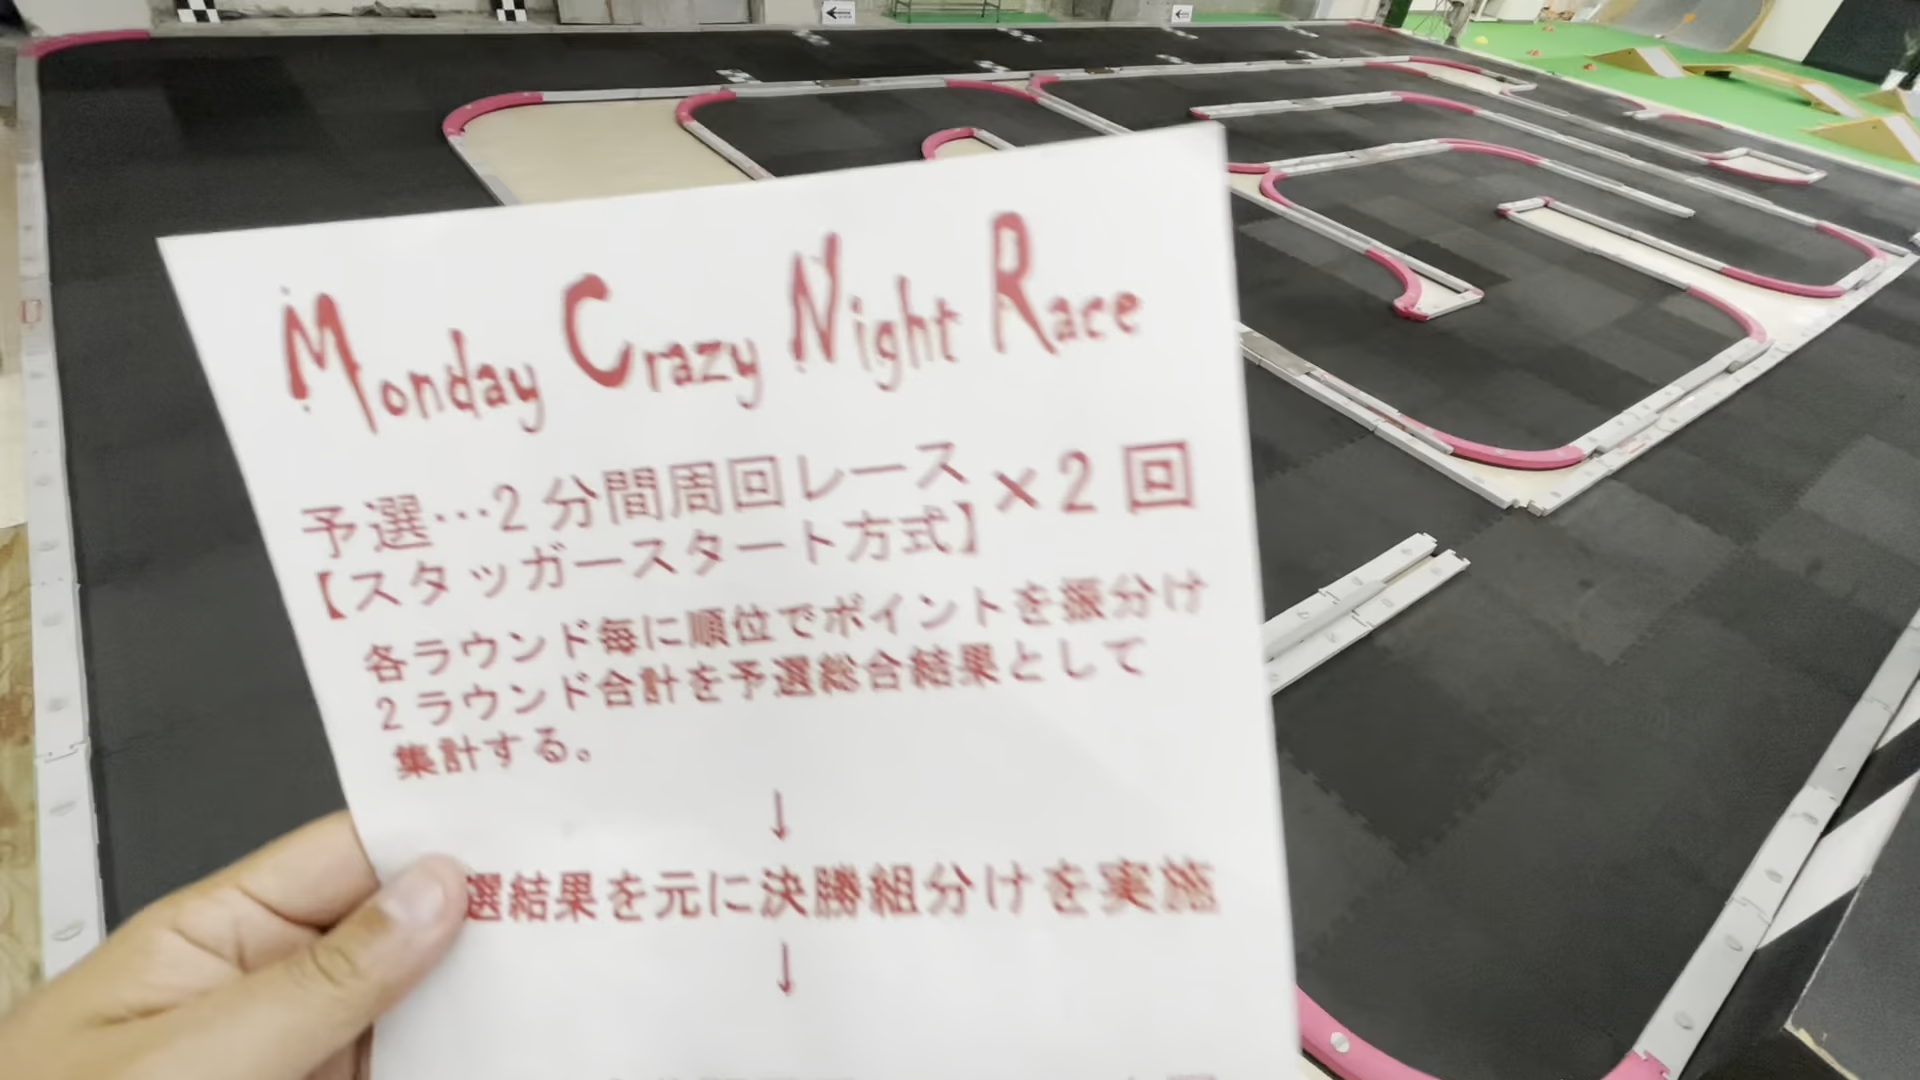 Monday Crazy Night Race
予選…2分間周回レース ×2回
【スタッガースタート方式】
各ラウンド毎に順位でポイントを振分け
2ラウンド合計を予選総合結果として
集計する。
↓
選結果を元に決勝組分けを実施
↓